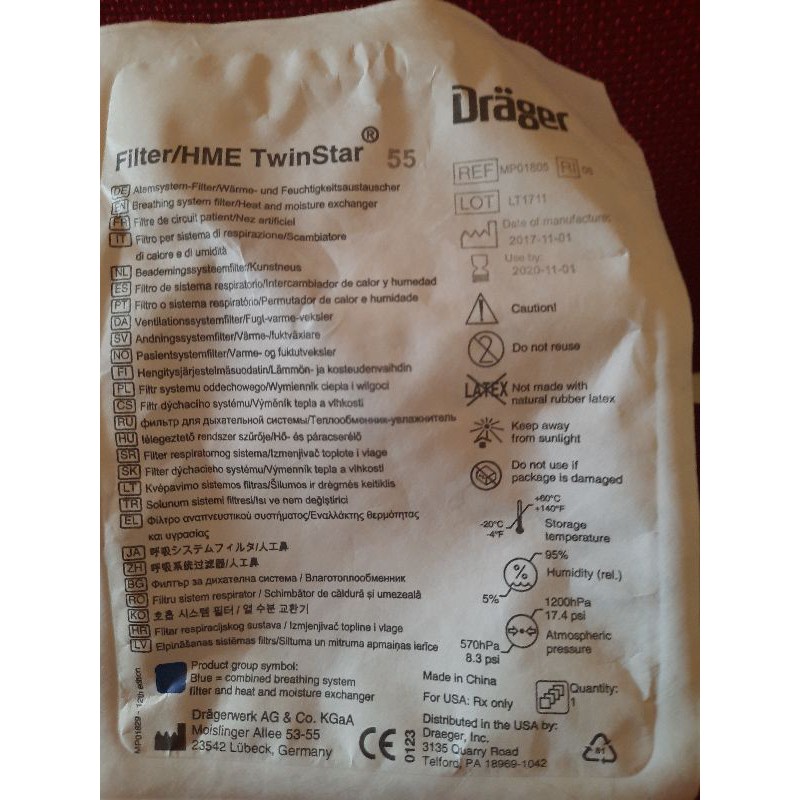 Dräger
Filter/HME TwinStar® 55
DE Atemsystem-Filter/Wärme- und Feuchtigkeitsaustauscher
EN Breathing system filter/Heat and moisture exchanger
FR Filtre de circuit patient/Nez artificiel
IT Filtro per sistema di respirazione/Scambiatore
di calore e di umidità
NL Beademingssysteemfilter/Kunstneus
ES Filtro de sistema respiratorio/Intercambiador de calor y humedad
PT Filtro o sistema respiratório/Permutador de calor e humidade
DA Ventilationssystemfilter/Fugt-varme-veksler
SV Andningssystemfilter/Värme-/fuktväxlare
NO Pasientsystemfilter/Varme- og fuktutveksler
FI Hengitysjärjestelmäsuodatin/Lämmön- ja kosteudenvaihdin
PL Filtr systemu oddechowego/Wymiennik ciepła i wilgoci
CS Filtr dýchacího systému/Výměník tepla a vlhkosti
RU фильтр для дыхательной системы/Теплообменник-увлажнитель
HU lélegeztető rendszer szűrője/Hő- és páracserélő
SR Filter respiratornog sistema/Izmenjivač toplote i vlage
SK Filter dýchacieho systému/Výmenník tepla a vlhkosti
LT Kvėpavimo sistemos filtras/Šilumos ir drėgmės keitiklis
TR Solunum sistemi filtresi/Isı ve nem değiştirici
EL Φίλτρο αναπνευστικού συστήματος/Εναλλάκτης θερμότητας
και υγρασίας
JA 呼吸システムフィルタ/人工鼻
ZH 呼吸系统过滤器/人工鼻
BG Филтър за дихателна система / Влаготоплообменник
RO Filtru sistem respirator / Schimbător de căldură și umezeală
KO 호흡 시스템 필터 / 열 수분 교환기
HR Filtar respiracijskog sustava / Izmjenjivač topline i vlage
LV Elpināšanas sistēmas filtrs/Siltuma un mitruma apmaiņas ierīce
Product group symbol:
Blue = combined breathing system
filter and heat and moisture exchanger
Drägerwerk AG & Co. KGaA
Moislinger Allee 53-55
23542 Lübeck, Germany
MP01829 - 12th edition
CE 0123
REF MP01805 RI 05
LOT LT1711
Date of manufacture:
2017-11-01
Use by:
2020-11-01
Caution!
2 Do not reuse
LATEX Not made with
natural rubber latex
Keep away
from sunlight
Do not use if
package is damaged
+60°C
+140°F
-20°C
-4°F
Storage
temperature
95%
% Humidity (rel.)
5%
1200hPa
17.4 psi
Atmospheric
pressure
570hPa
8.3 psi
Made in China
For USA: Rx only
Quantity:
1
Distributed in the USA by:
Draeger, Inc.
3135 Quarry Road
Telford, PA 18969-1042
81